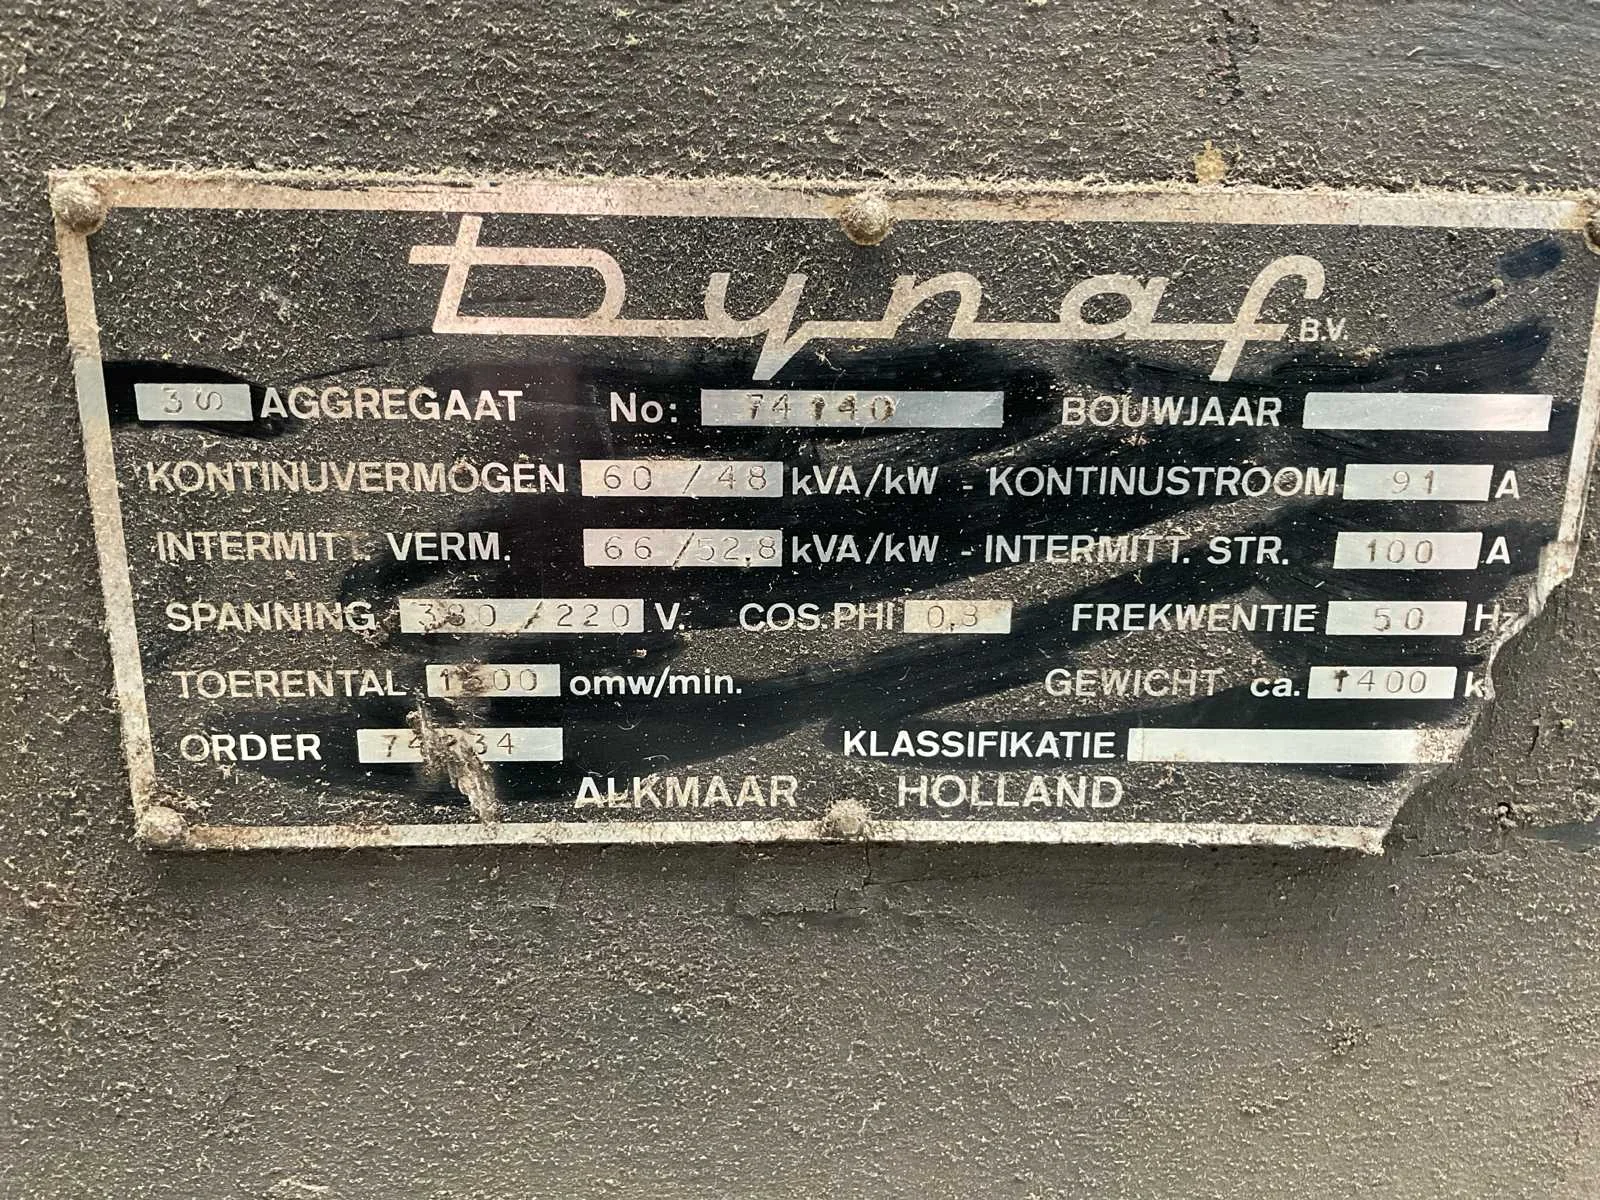 Dynaf B.V.
3S AGGREGAAT No: 74140 BOUWJAAR
KONTINUVERMOGEN 60 / 48 kVA/kW - KONTINUSTROOM 91 A
INTERMITT. VERM. 66 /52,8 kVA/kW - INTERMITT. STR. 100 A
SPANNING 380 / 220 V. COS.PHI 0,8 FREKWENTIE 50 Hz
TOERENTAL 1500 omw/min. GEWICHT ca. 1400 k
ORDER KLASSIFIKATIE
ALKMAAR HOLLAND